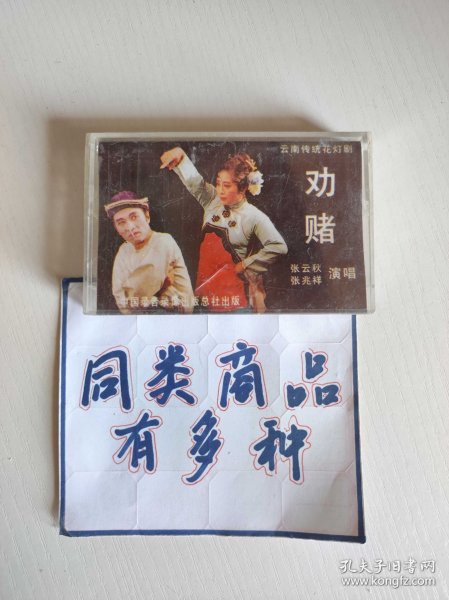 云南传统花灯剧
劝
赌
张云秋
张兆祥
演唱
中国录音录像出版总社出版
同类商品
有多种
孔夫子旧书网
www.kongfz.com